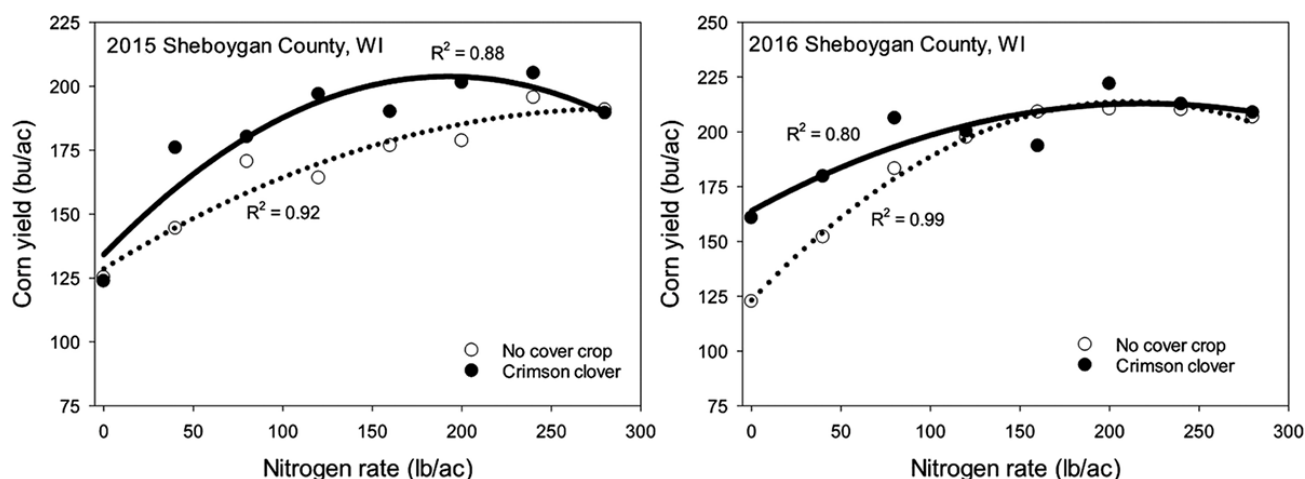 2015 Sheboygan County, WI
R² = 0.88
R² = 0.92
No cover crop
Crimson clover
Corn yield (bu/ac)
225
200
175
150
125
100
75
0 50 100 150 200 250 300
Nitrogen rate (lb/ac)
2016 Sheboygan County, WI
R² = 0.80
R² = 0.99
No cover crop
Crimson clover
Corn yield (bu/ac)
250
225
200
175
150
125
100
75
0 50 100 150 200 250 300
Nitrogen rate (lb/ac)